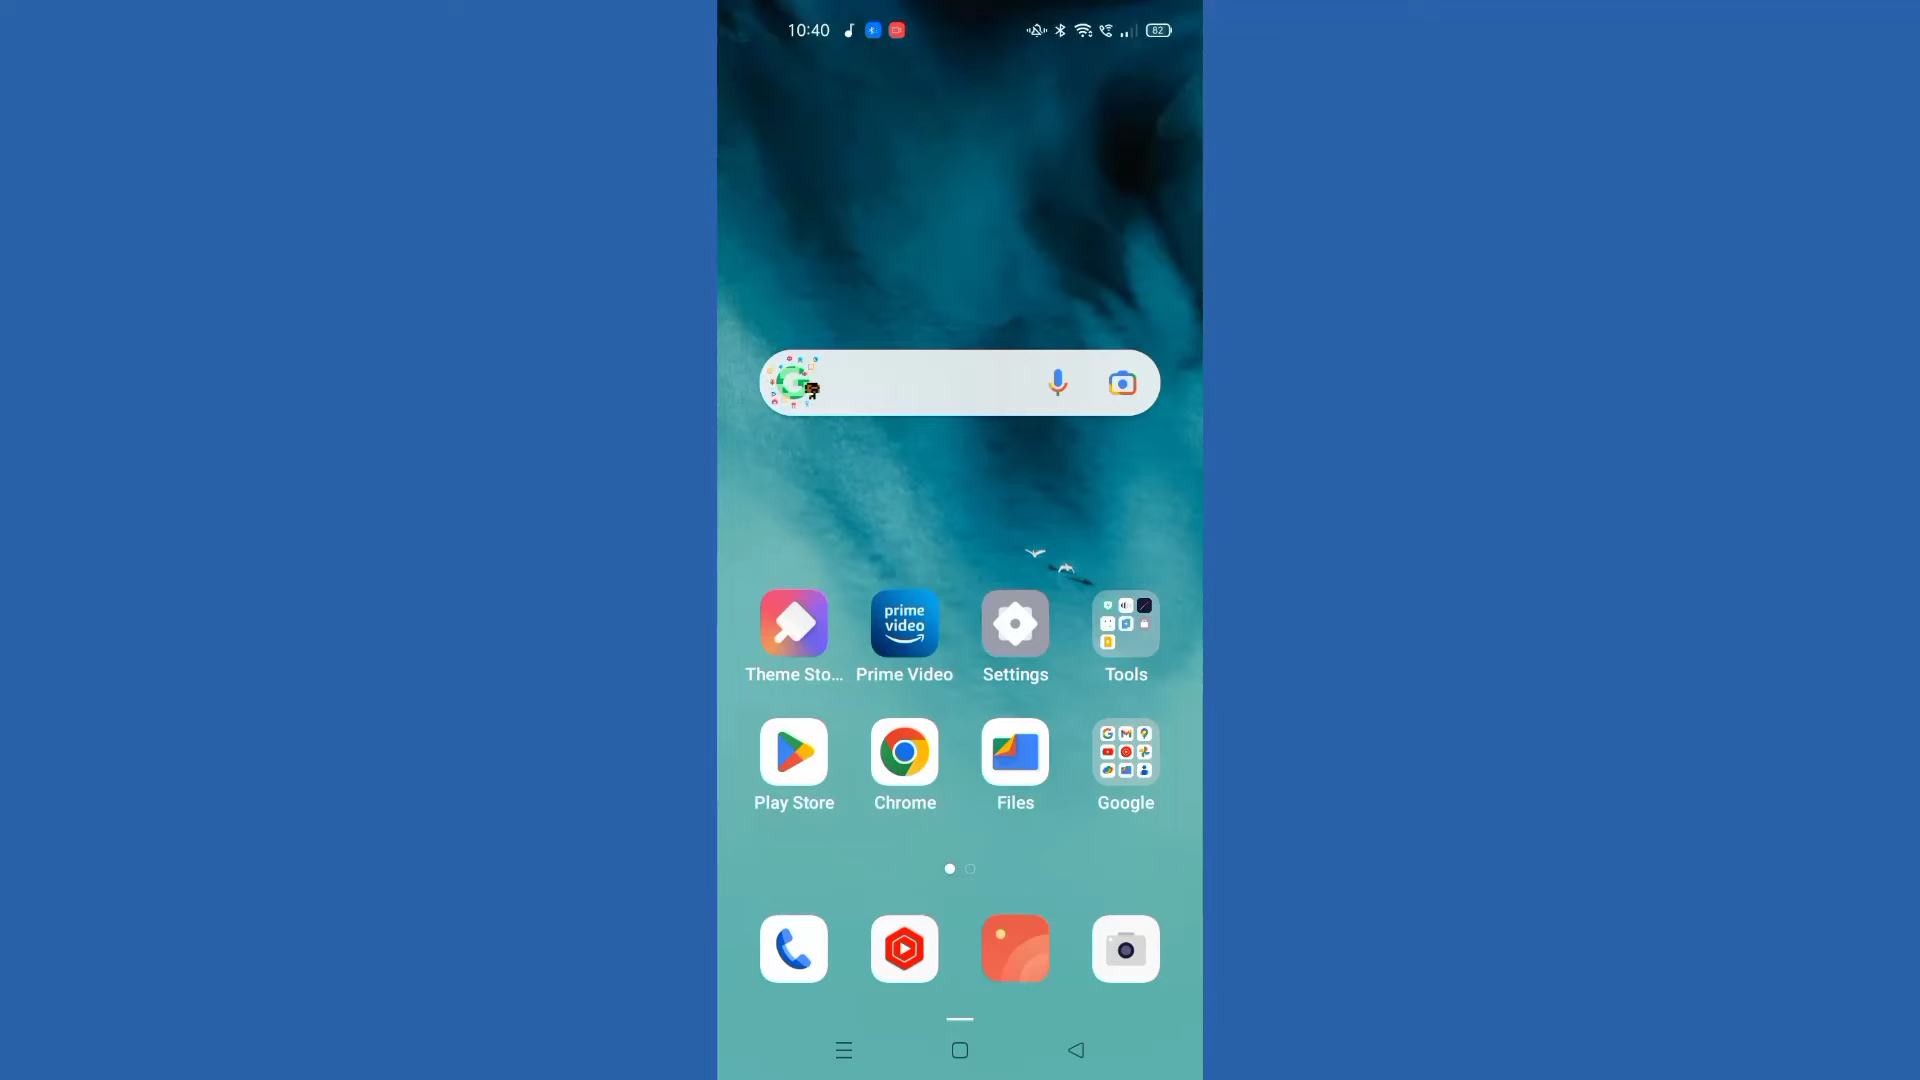 10:40
82
prime
video
Theme Sto...
Prime Video
Settings
Tools
Play Store
Chrome
Files
Google